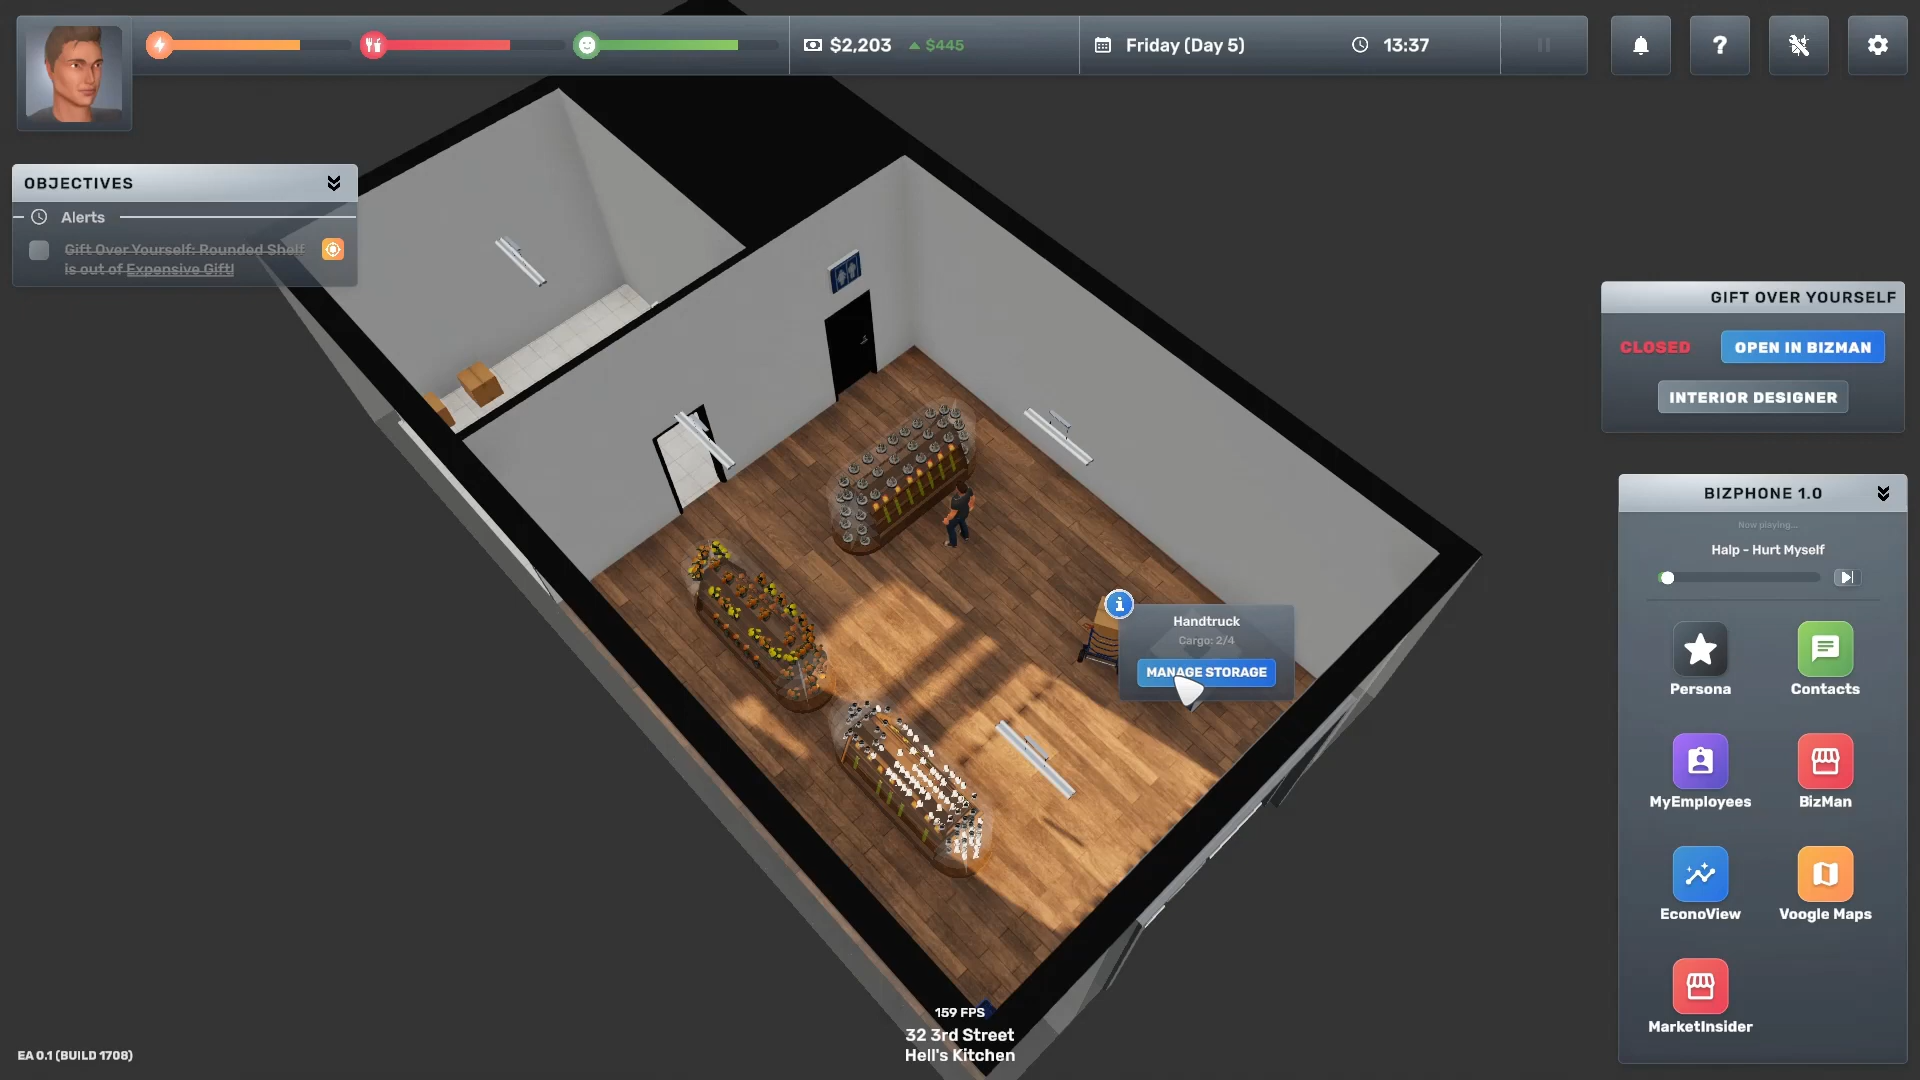 $2,203
$445
Friday (Day 5)
13:37
?
OBJECTIVES
Alerts
Gift Over Yourself: Rounded Shelf
is out of Expensive Gift!
GIFT OVER YOURSELF
CLOSED
OPEN IN BIZMAN
INTERIOR DESIGNER
BIZPHONE 1.0
Now playing...
Halp - Hurt Myself
Persona
Contacts
MyEmployees
BizMan
EconoView
Voogle Maps
MarketInsider
i
Handtruck
Cargo: 2/4
MANAGE STORAGE
159 FPS
32 3rd Street
Hell's Kitchen
EA 0.1 (BUILD 1708)